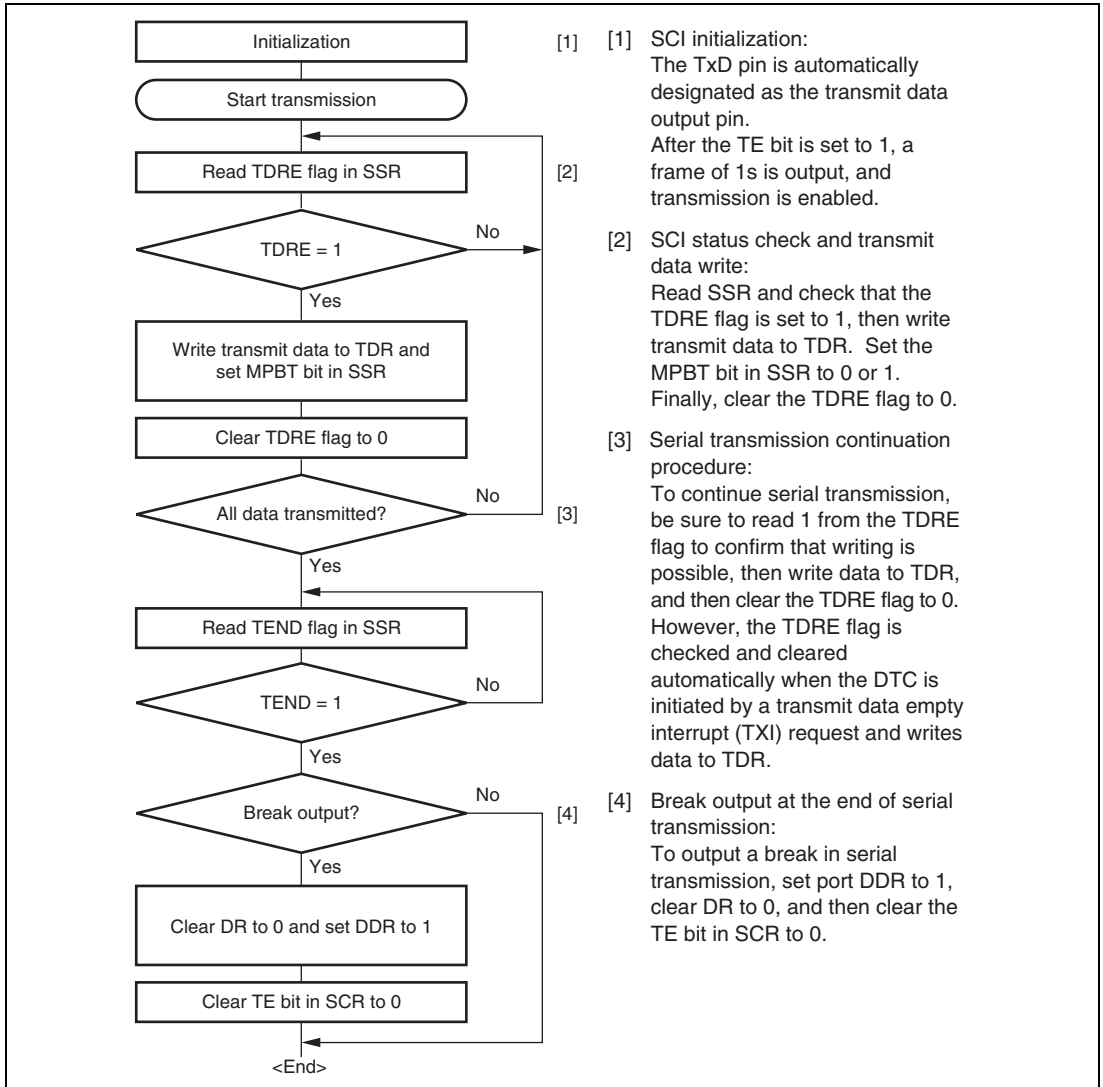 Initialization
[1]
Start transmission
Read TDRE flag in SSR
[2]
TDRE = 1
No
Yes
Write transmit data to TDR and
set MPBT bit in SSR
Clear TDRE flag to 0
All data transmitted?
No
[3]
Yes
Read TEND flag in SSR
TEND = 1
No
Yes
Break output?
No
[4]
Yes
Clear DR to 0 and set DDR to 1
Clear TE bit in SCR to 0
<End>
[1] SCI initialization:
The TxD pin is automatically
designated as the transmit data
output pin.
After the TE bit is set to 1, a
frame of 1s is output, and
transmission is enabled.
[2] SCI status check and transmit
data write:
Read SSR and check that the
TDRE flag is set to 1, then write
transmit data to TDR. Set the
MPBT bit in SSR to 0 or 1.
Finally, clear the TDRE flag to 0.
[3] Serial transmission continuation
procedure:
To continue serial transmission,
be sure to read 1 from the TDRE
flag to confirm that writing is
possible, then write data to TDR,
and then clear the TDRE flag to 0.
However, the TDRE flag is
checked and cleared
automatically when the DTC is
initiated by a transmit data empty
interrupt (TXI) request and writes
data to TDR.
[4] Break output at the end of serial
transmission:
To output a break in serial
transmission, set port DDR to 1,
clear DR to 0, and then clear the
TE bit in SCR to 0.